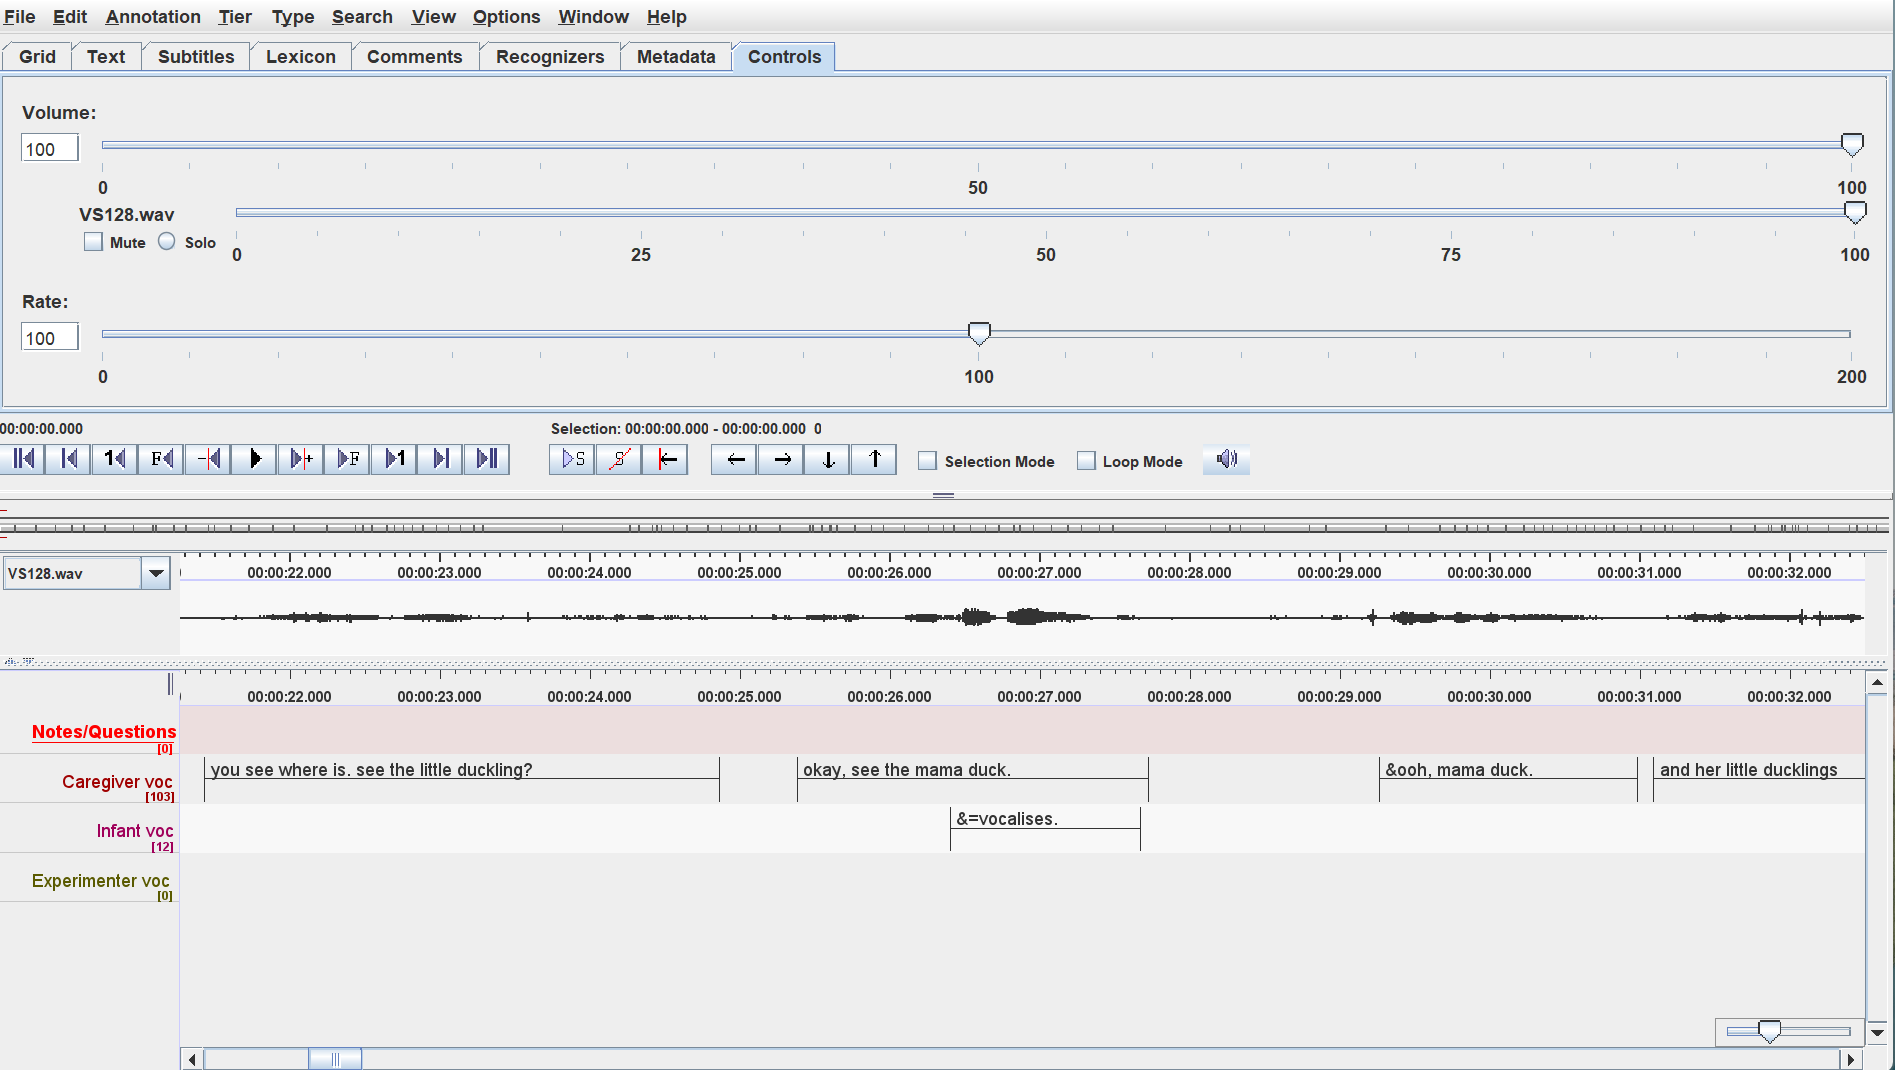 File Edit Annotation Tier Type Search View Options Window Help
Grid Text Subtitles Lexicon Comments Recognizers Metadata Controls
Volume:
100
0 50 100
VS128.wav
Mute Solo
0 25 50 75 100
Rate:
100
0 100 200
00:00:00.000
Selection: 00:00:00.000 - 00:00:00.000 0
1 F F 1 S S Selection Mode Loop Mode
VS128.wav
00:00:22.000 00:00:23.000 00:00:24.000 00:00:25.000 00:00:26.000 00:00:27.000 00:00:28.000 00:00:29.000 00:00:30.000 00:00:31.000 00:00:32.000
00:00:22.000 00:00:23.000 00:00:24.000 00:00:25.000 00:00:26.000 00:00:27.000 00:00:28.000 00:00:29.000 00:00:30.000 00:00:31.000 00:00:32.000
Notes/Questions
[0]
Caregiver voc you see where is. see the little duckling? okay, see the mama duck. &ooh, mama duck. and her little ducklings
[103]
Infant voc &=vocalises.
[12]
Experimenter voc
[0]